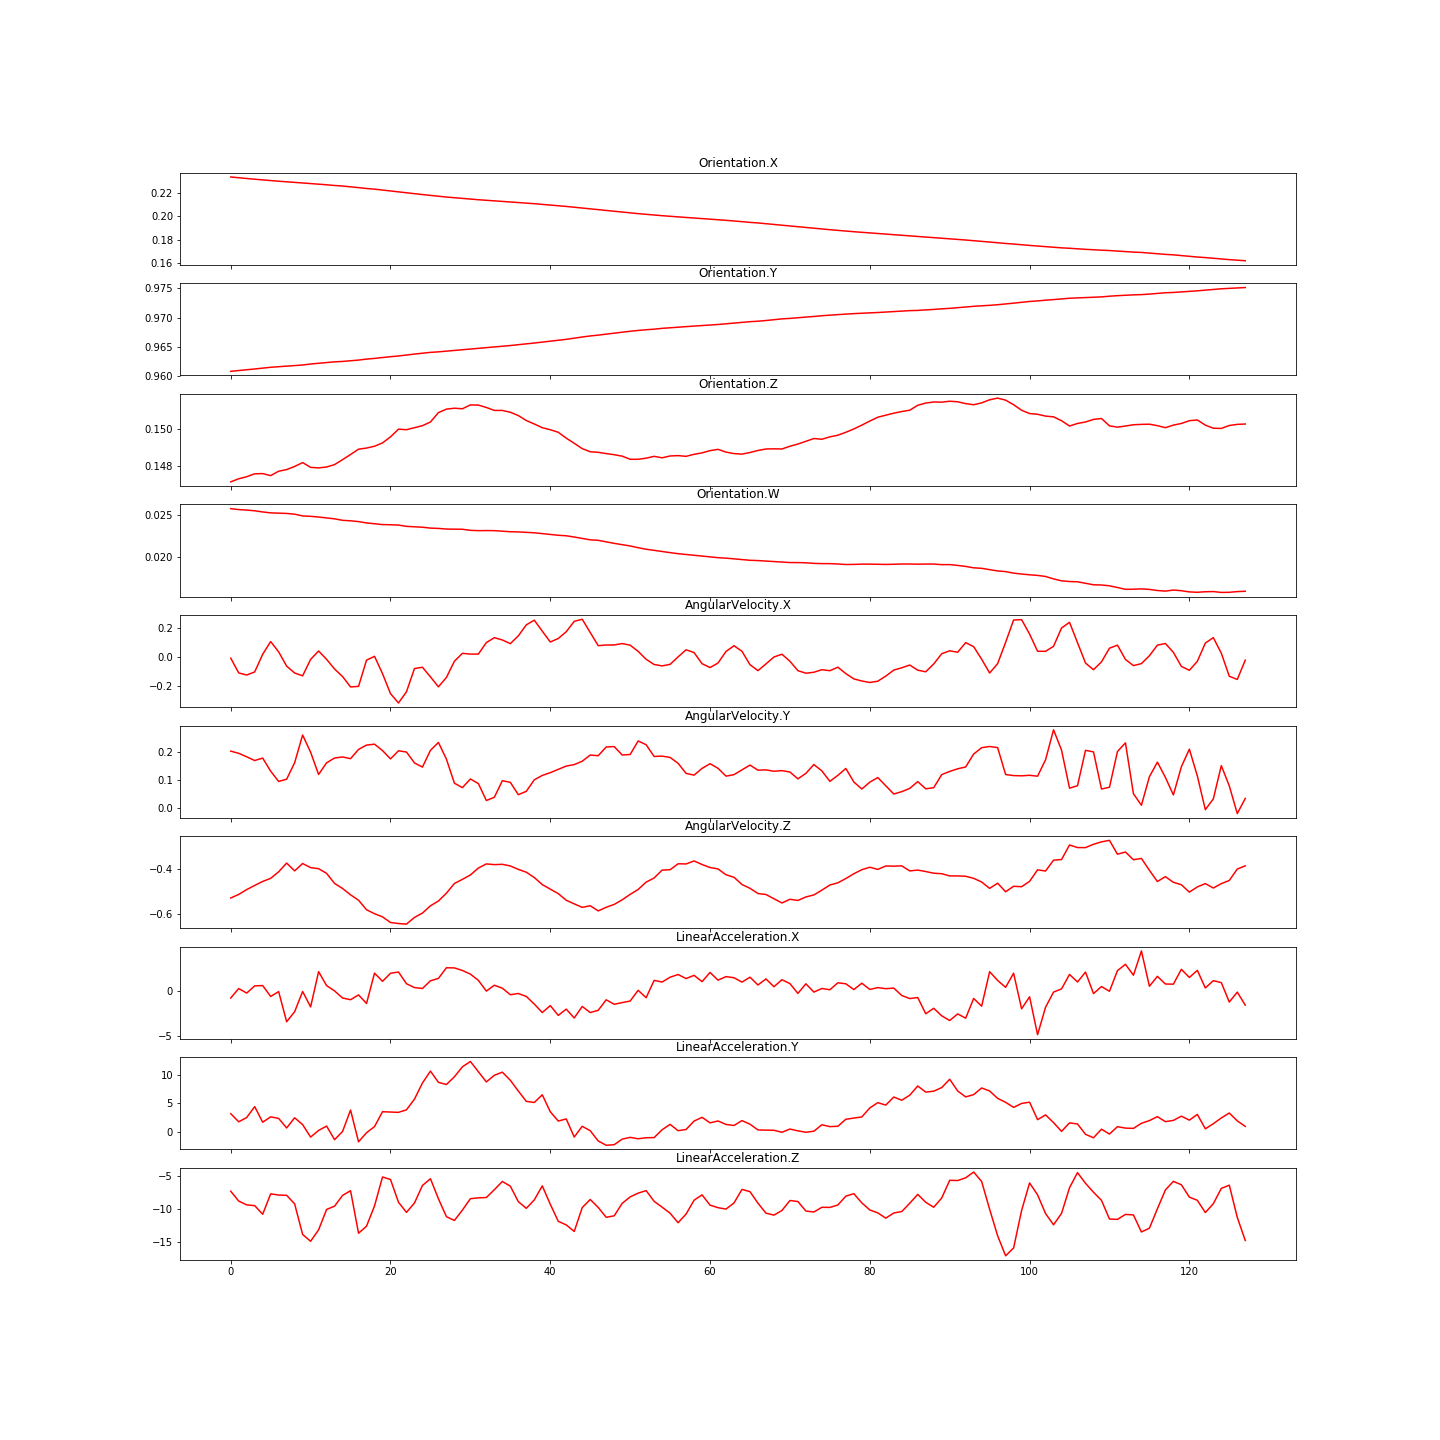 Orientation.X
0.22
0.20
0.18
0.16
Orientation.Y
0.975
0.970
0.965
0.960
Orientation.Z
0.150
0.148
Orientation.W
0.025
0.020
AngularVelocity.X
0.2
0.0
−0.2
AngularVelocity.Y
0.2
0.1
0.0
AngularVelocity.Z
−0.4
−0.6
LinearAcceleration.X
0
−5
LinearAcceleration.Y
10
5
0
LinearAcceleration.Z
−5
−10
−15
0 20 40 60 80 100 120